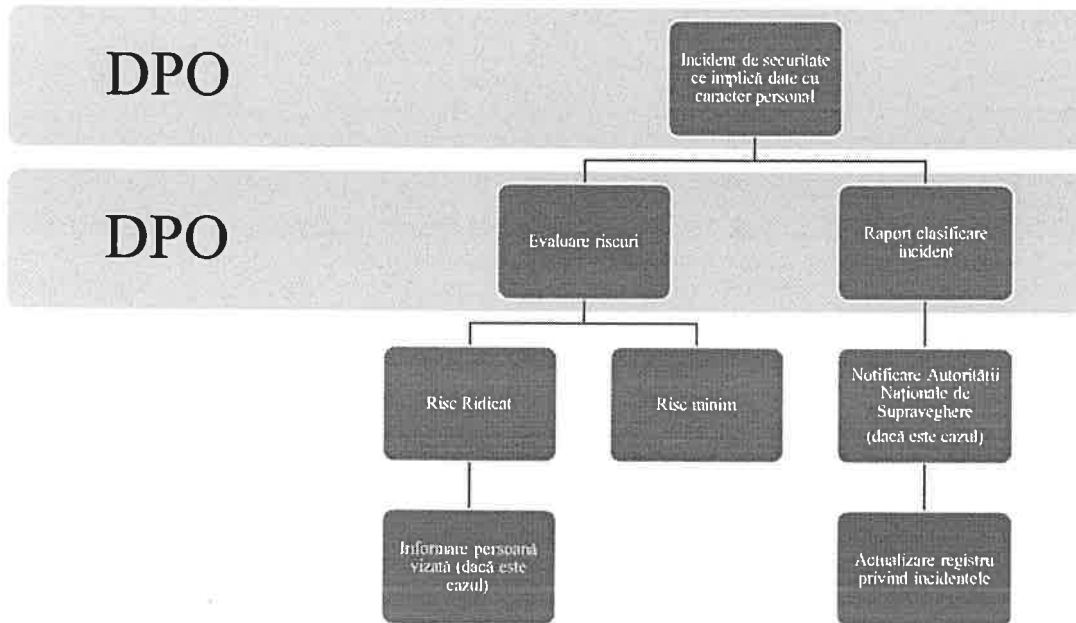 DPO
Incident de securitate
ce implică date cu
caracter personal
DPO
Evaluare riscuri
Raport clasificare
incident
Risc Ridicat
Risc minim
Notificare Autorității
Naționale de
Supraveghere
(dacă este cazul)
Informare persoană
vizată (dacă este
cazul)
Actualizare registru
privind incidentele